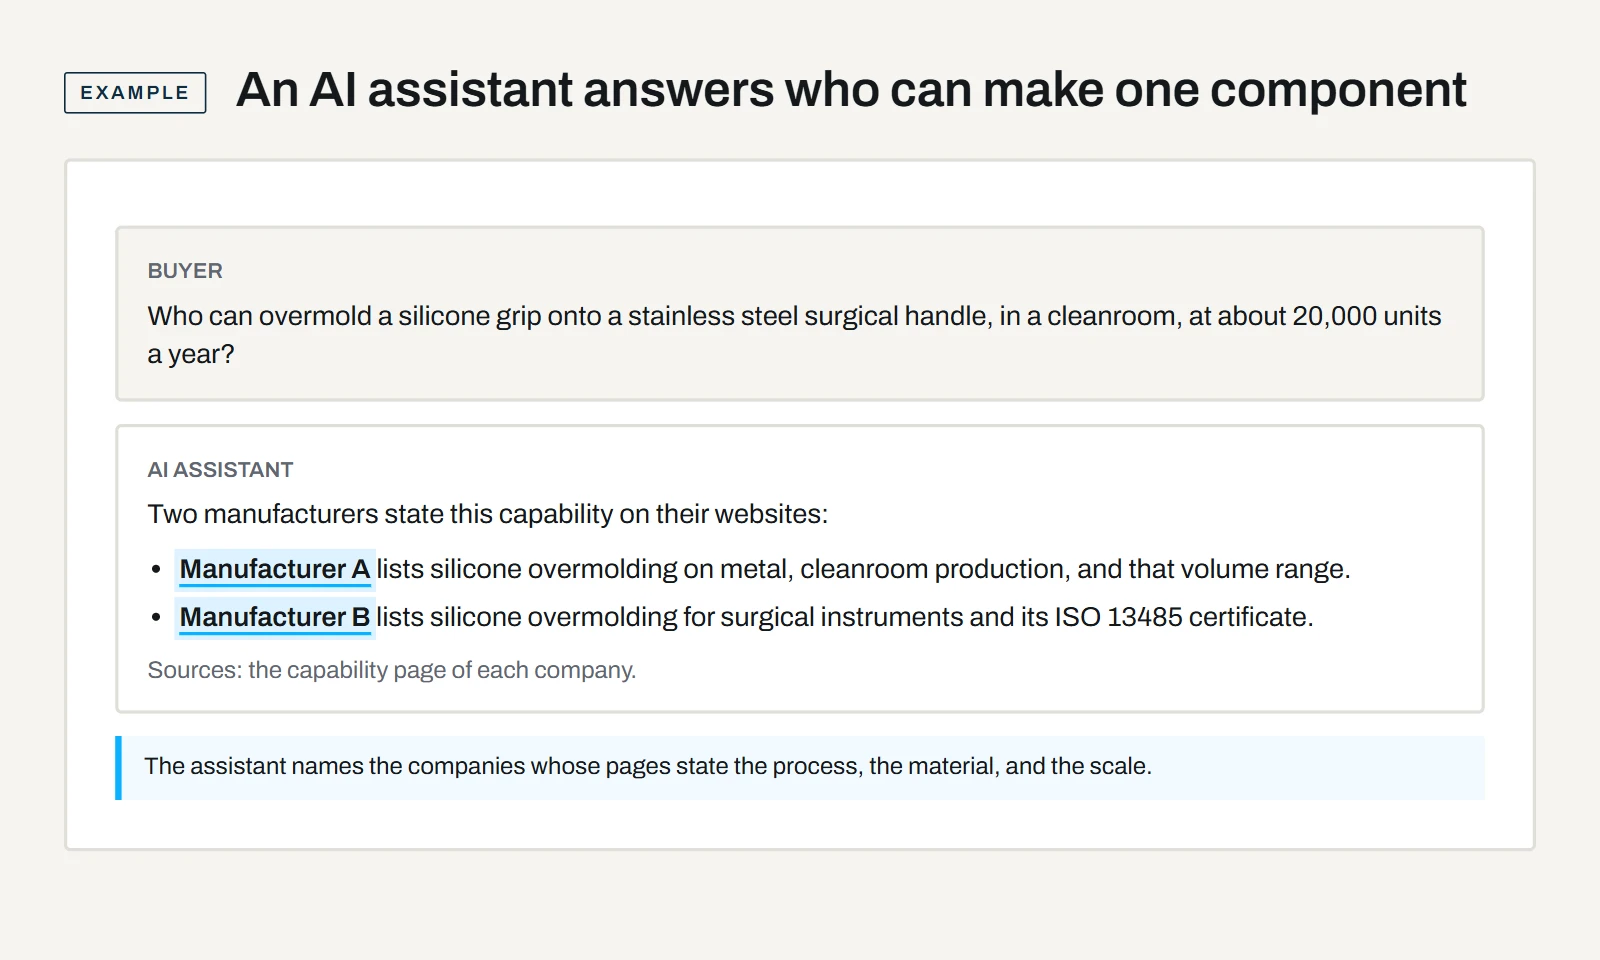 EXAMPLE
An AI assistant answers who can make one component
BUYER
Who can overmold a silicone grip onto a stainless steel surgical handle, in a cleanroom, at about 20,000 units
a year?
AI ASSISTANT
Two manufacturers state this capability on their websites:
• Manufacturer A lists silicone overmolding on metal, cleanroom production, and that volume range.
• Manufacturer B lists silicone overmolding for surgical instruments and its ISO 13485 certificate.
Sources: the capability page of each company.
The assistant names the companies whose pages state the process, the material, and the scale.